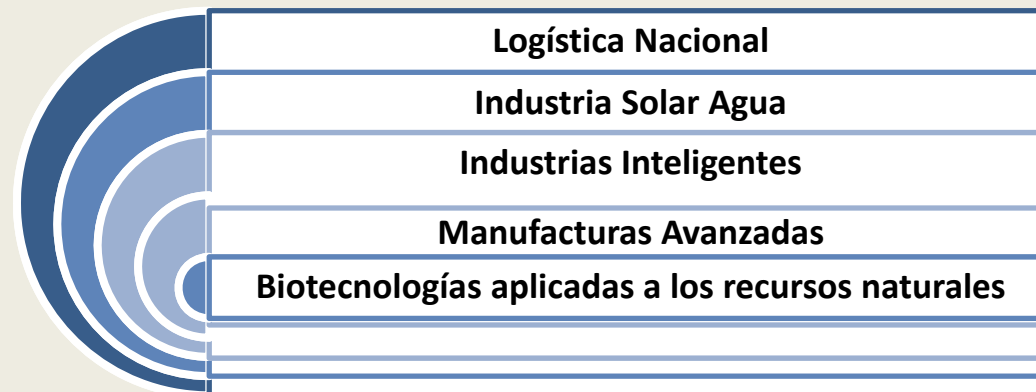 Logística Nacional
Industria Solar Agua
Industrias Inteligentes
Manufacturas Avanzadas
Biotecnologías aplicadas a los recursos naturales